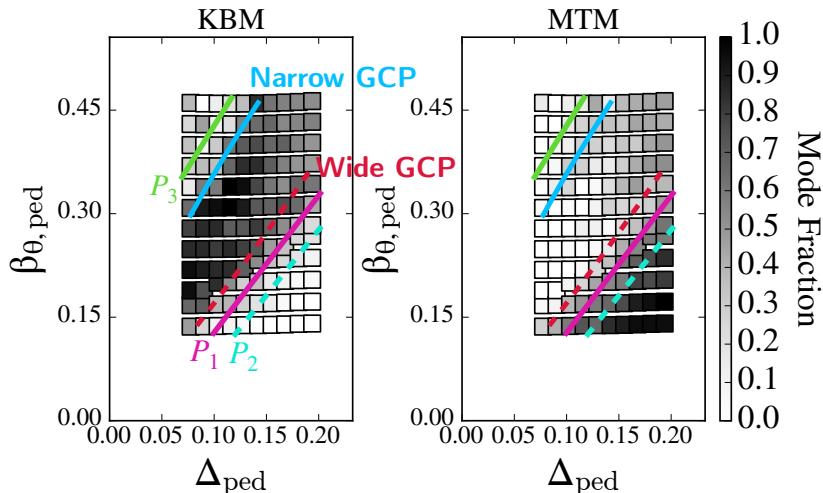 KBM
MTM
Narrow GCP
Wide GCP
P3
P1
P2
βθ, ped
0.45
0.30
0.15
0.00
0.00 0.05 0.10 0.15 0.20
Δped
βθ, ped
0.45
0.30
0.15
0.00
0.00 0.05 0.10 0.15 0.20
Δped
1.0
0.9
0.8
0.7
0.6
0.5
0.4
0.3
0.2
0.1
0.0
Mode Fraction